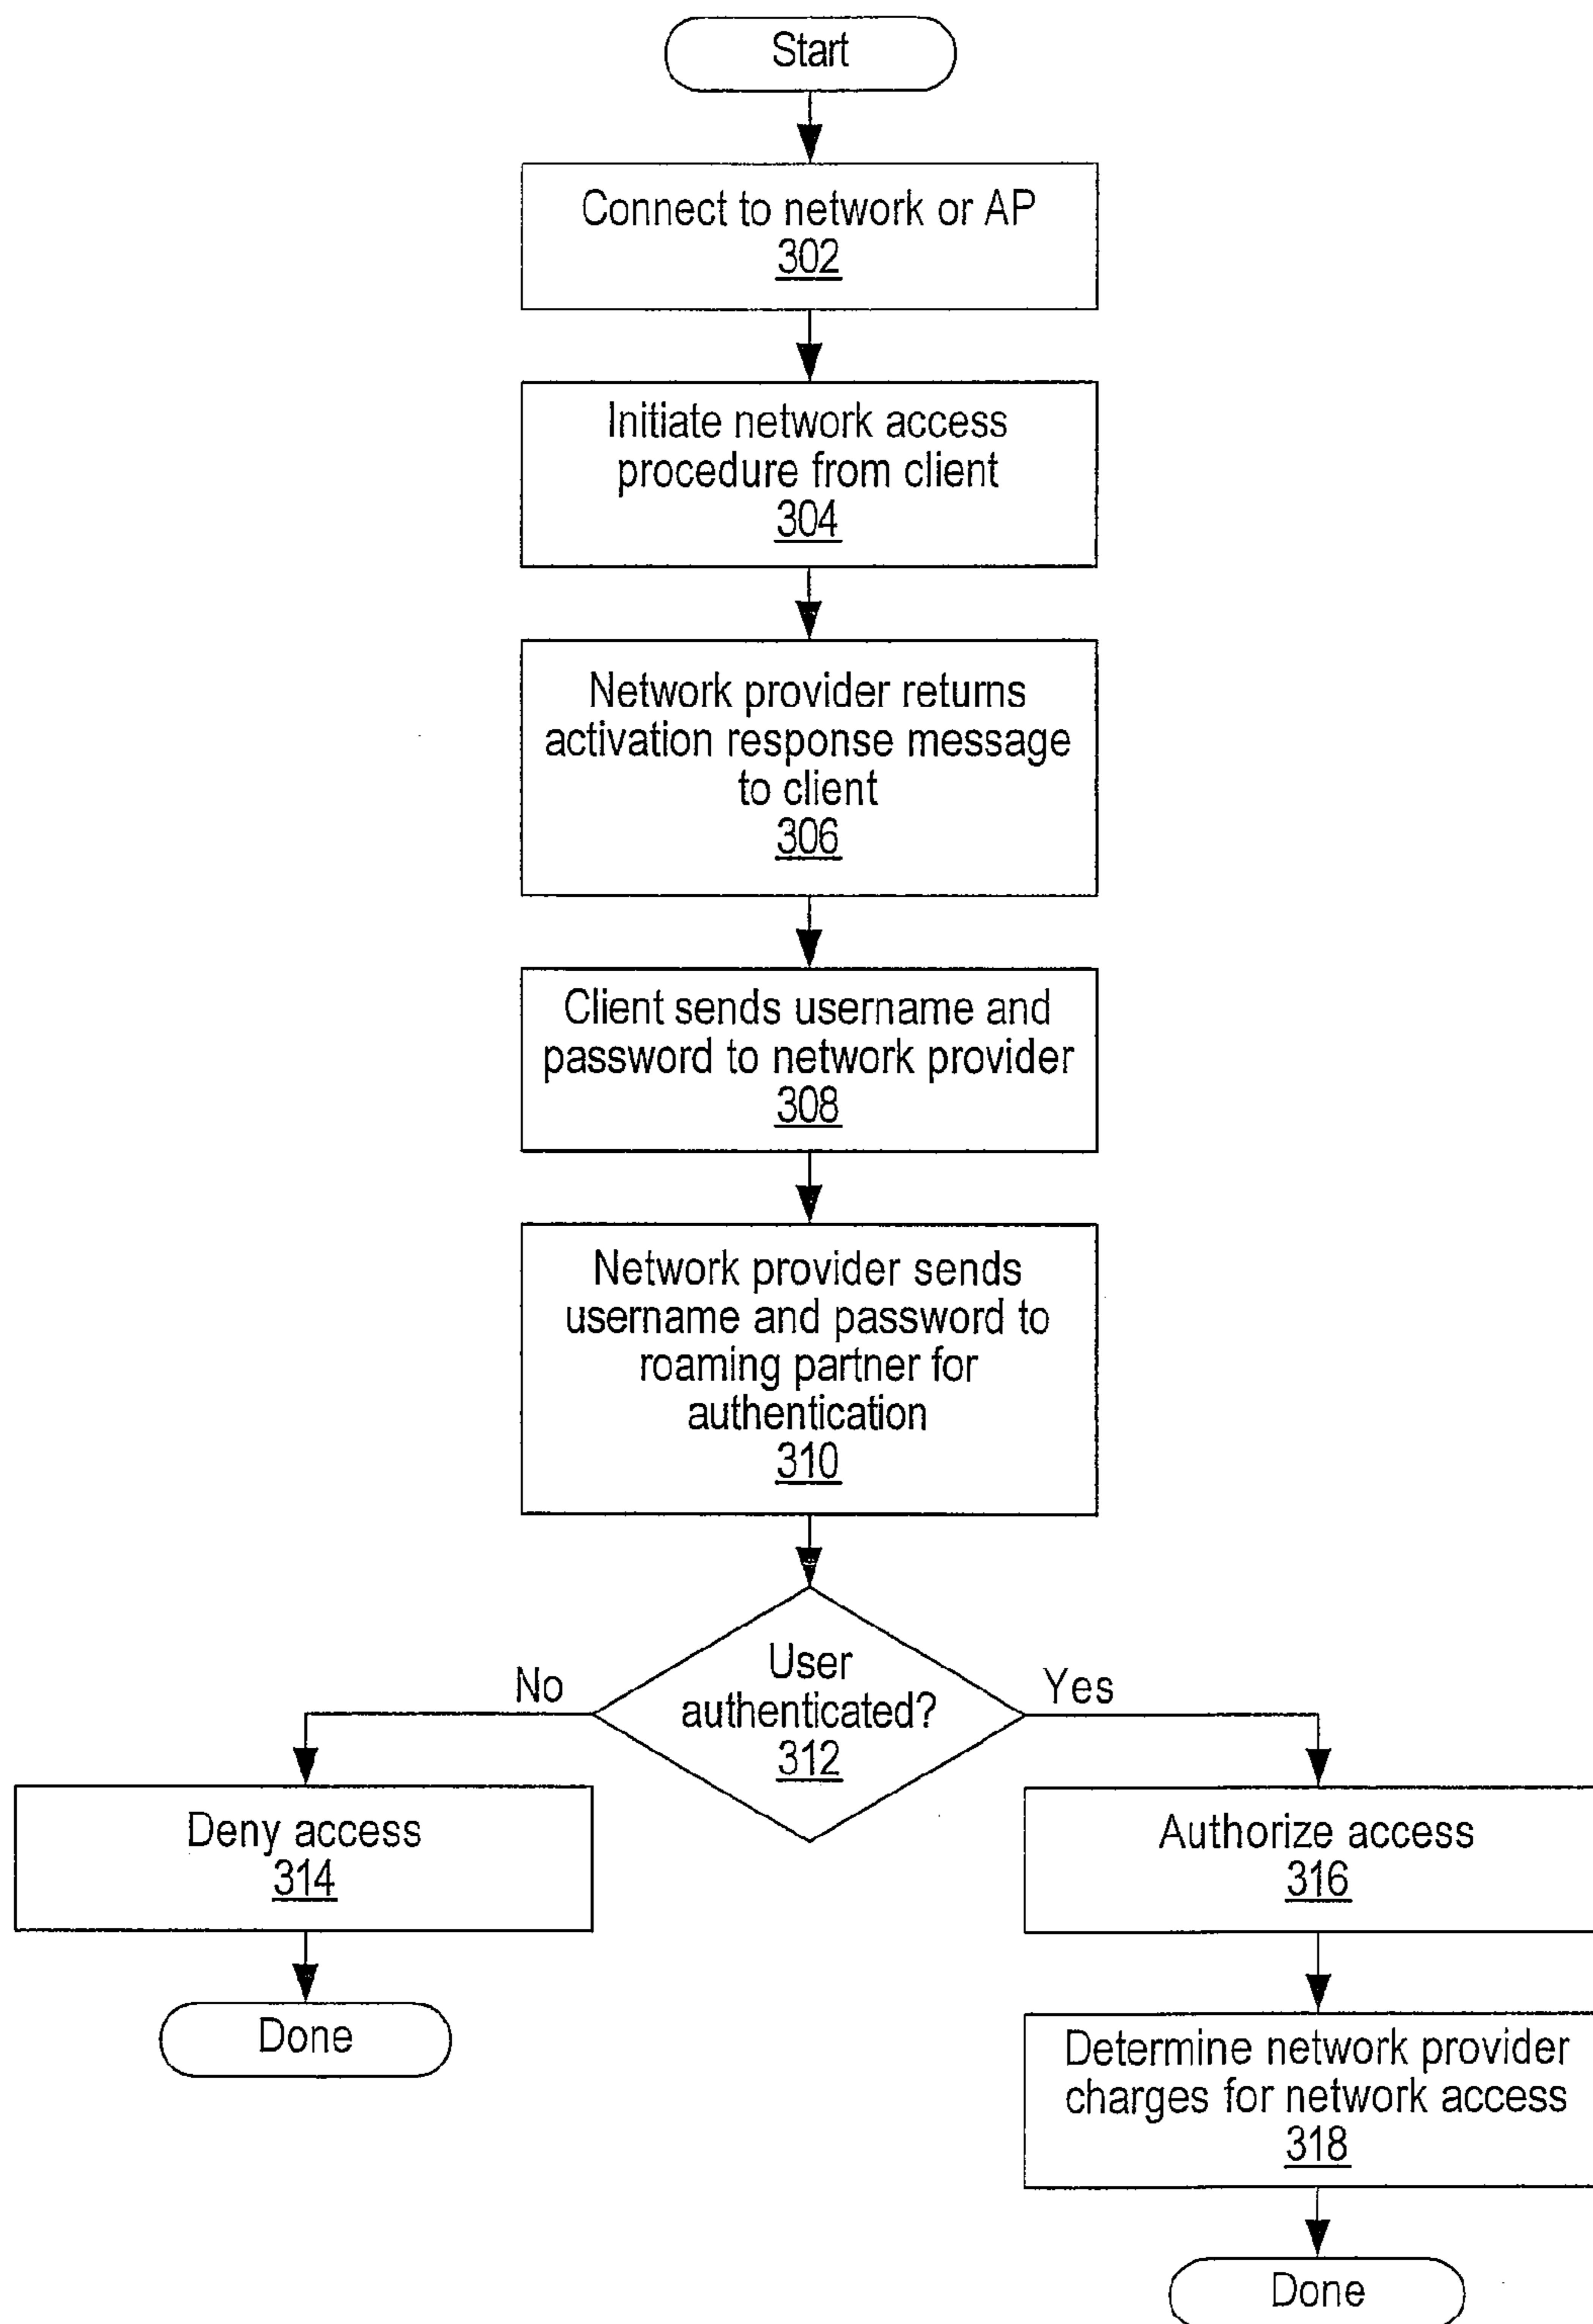 Start
Connect to network or AP
302
Initiate network access
procedure from client
304
Network provider returns
activation response message
to client
306
Client sends username and
password to network provider
308
Network provider sends
username and password to
roaming partner for
authentication
310
User
authenticated?
312
No
Yes
Deny access
314
Done
Authorize access
316
Determine network provider
charges for network access
318
Done